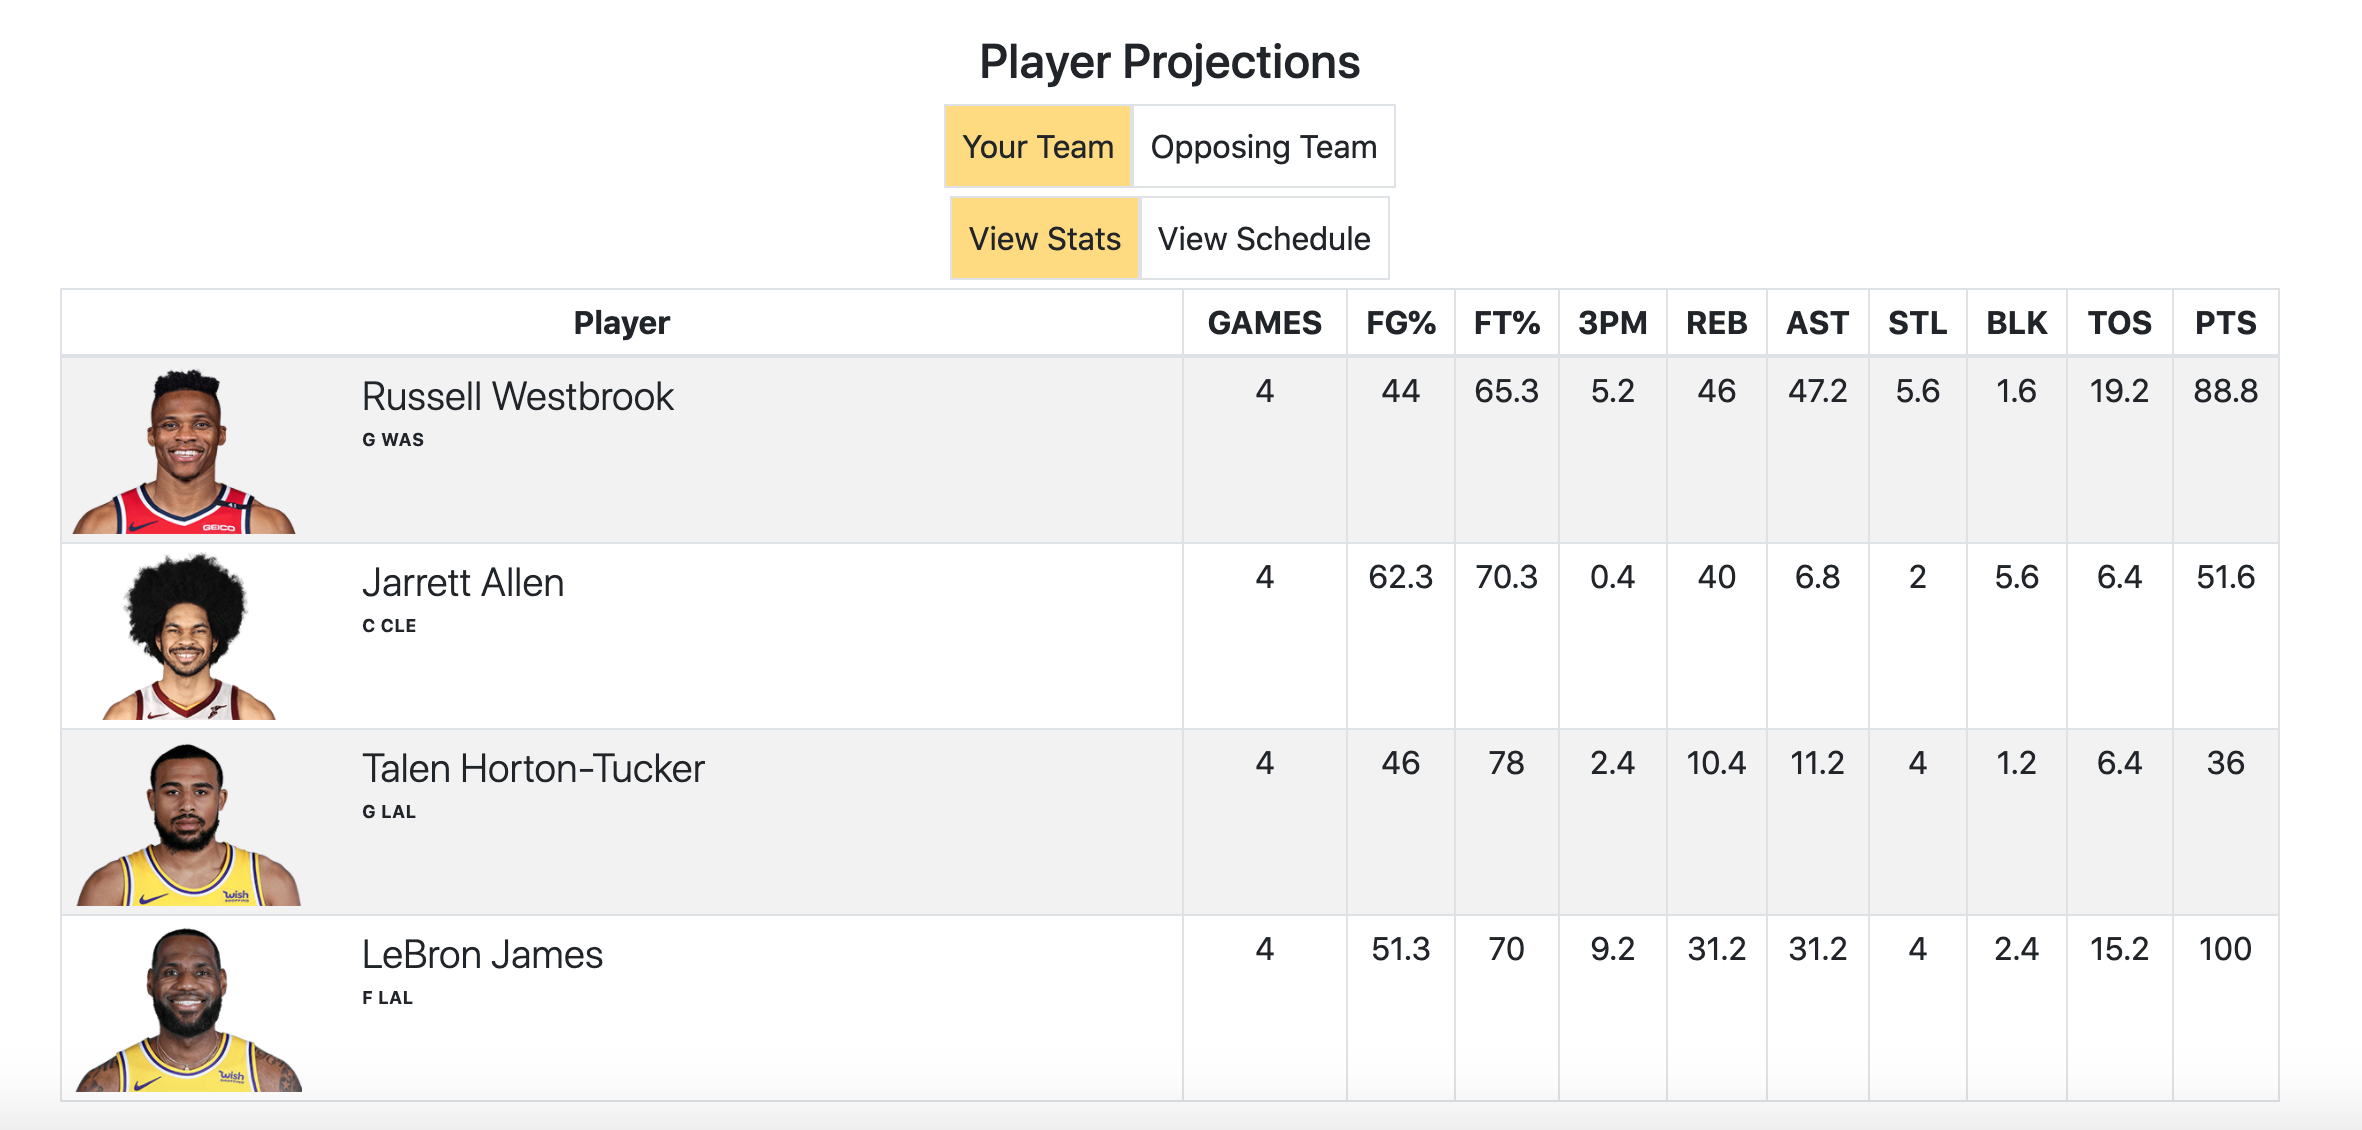 Player Projections
Your Team Opposing Team
View Stats View Schedule
Player GAMES FG% FT% 3PM REB AST STL BLK TOS PTS
Russell Westbrook 4 44 65.3 5.2 46 47.2 5.6 1.6 19.2 88.8
G WAS
GEICO
Jarrett Allen 4 62.3 70.3 0.4 40 6.8 2 5.6 6.4 51.6
C CLE
Talen Horton-Tucker 4 46 78 2.4 10.4 11.2 4 1.2 6.4 36
G LAL
wish
LeBron James 4 51.3 70 9.2 31.2 31.2 4 2.4 15.2 100
F LAL
wish